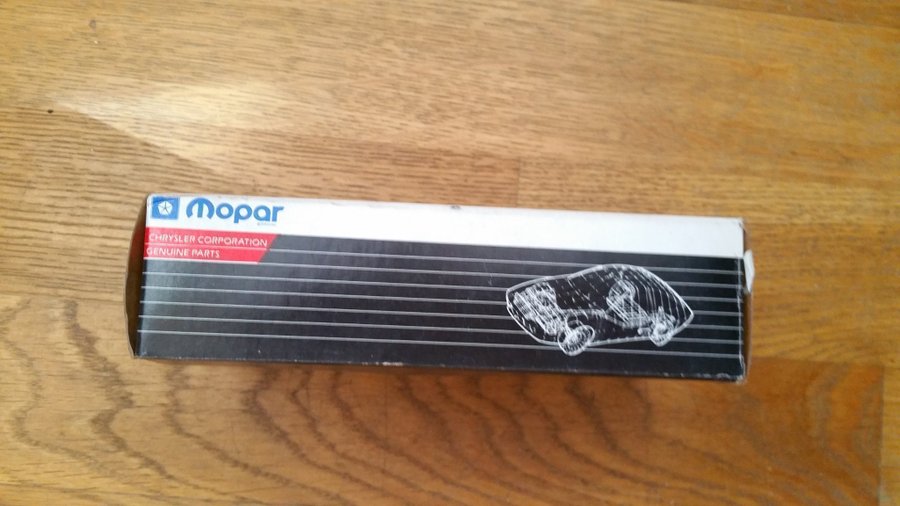 Mopar
CHRYSLER CORPORATION
GENUINE PARTS